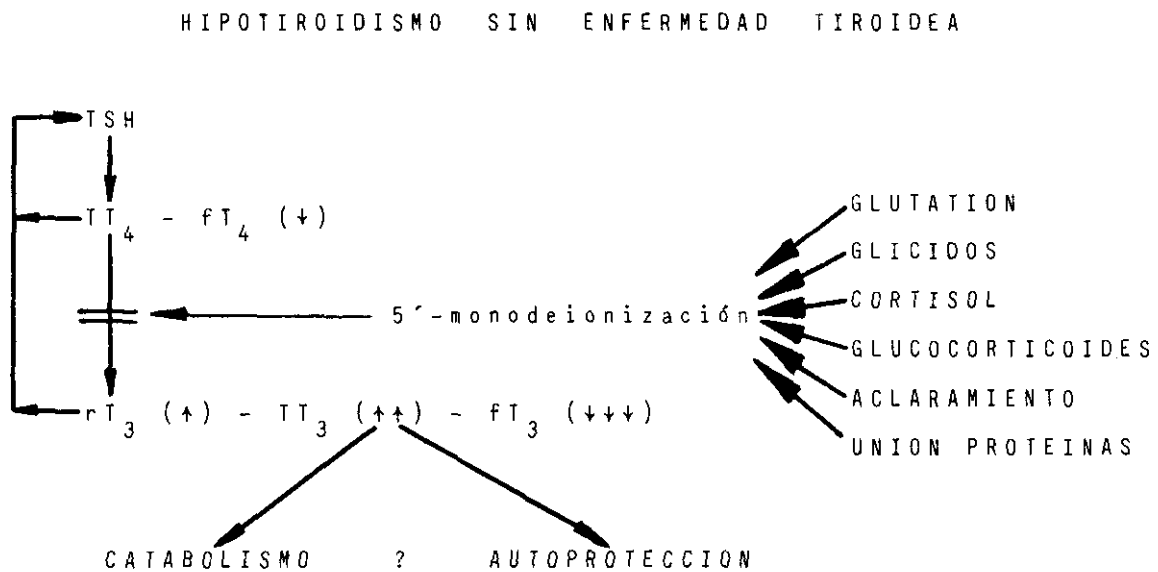 HIPOTIROIDISMO SIN ENFERMEDAD TIROIDEA
TSH
TT4 - fT4 (↓)
GLUTATION
GLICIDOS
5´-monodeionización
CORTISOL
GLUCOCORTICOIDES
ACLARAMIENTO
UNION PROTEINAS
rT3 (↑) - TT3 (↑↑) - fT3 (↓↓↓)
CATABOLISMO ? AUTOPROTECCION